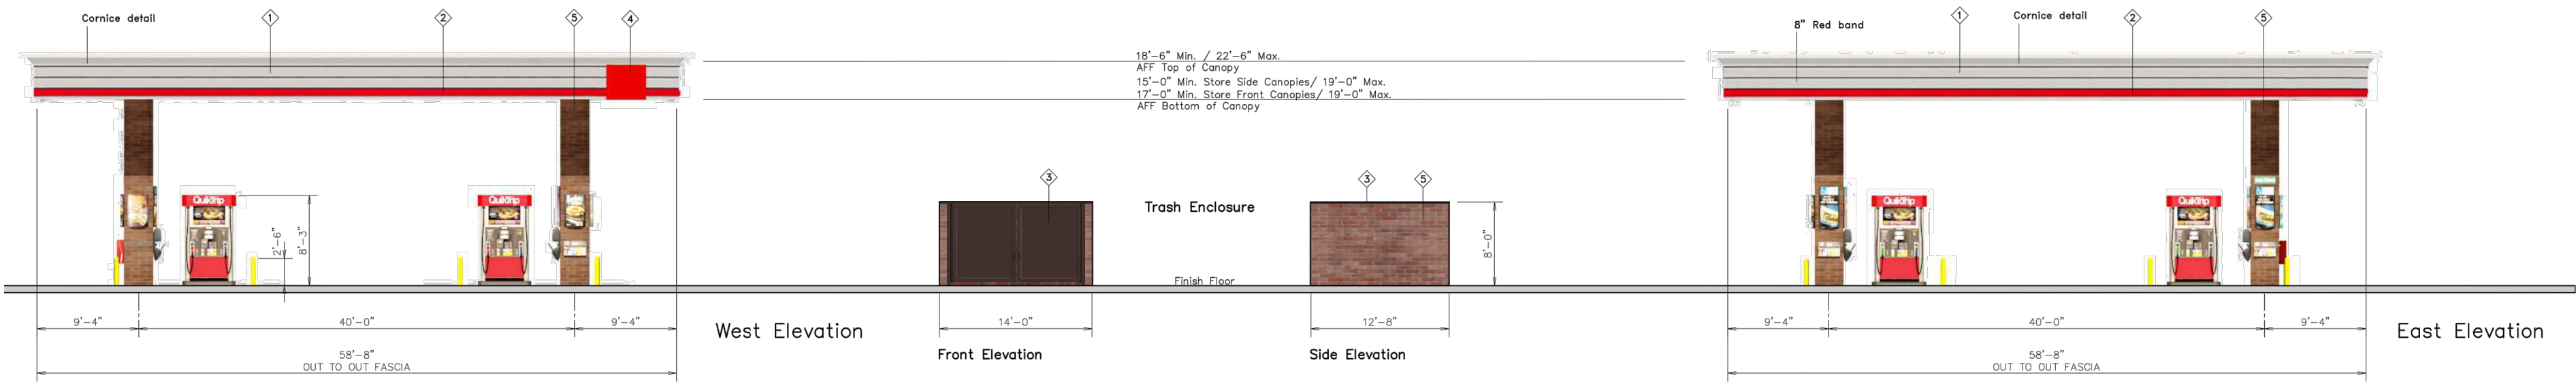 Cornice detail
1
2
5
4
QuikTrip
QuikTrip
2'-6"
8'-3"
9'-4"
40'-0"
9'-4"
58'-8"
OUT TO OUT FASCIA
West Elevation
18'-6" Min. / 22'-6" Max.
AFF Top of Canopy
15'-0" Min. Store Side Canopies/ 19'-0" Max.
17'-0" Min. Store Front Canopies/ 19'-0" Max.
AFF Bottom of Canopy
3
Trash Enclosure
3
5
8'-0"
Finish Floor
14'-0"
12'-8"
Front Elevation
Side Elevation
8" Red band
1
Cornice detail
2
5
QuikTrip
QuikTrip
9'-4"
40'-0"
9'-4"
58'-8"
OUT TO OUT FASCIA
East Elevation